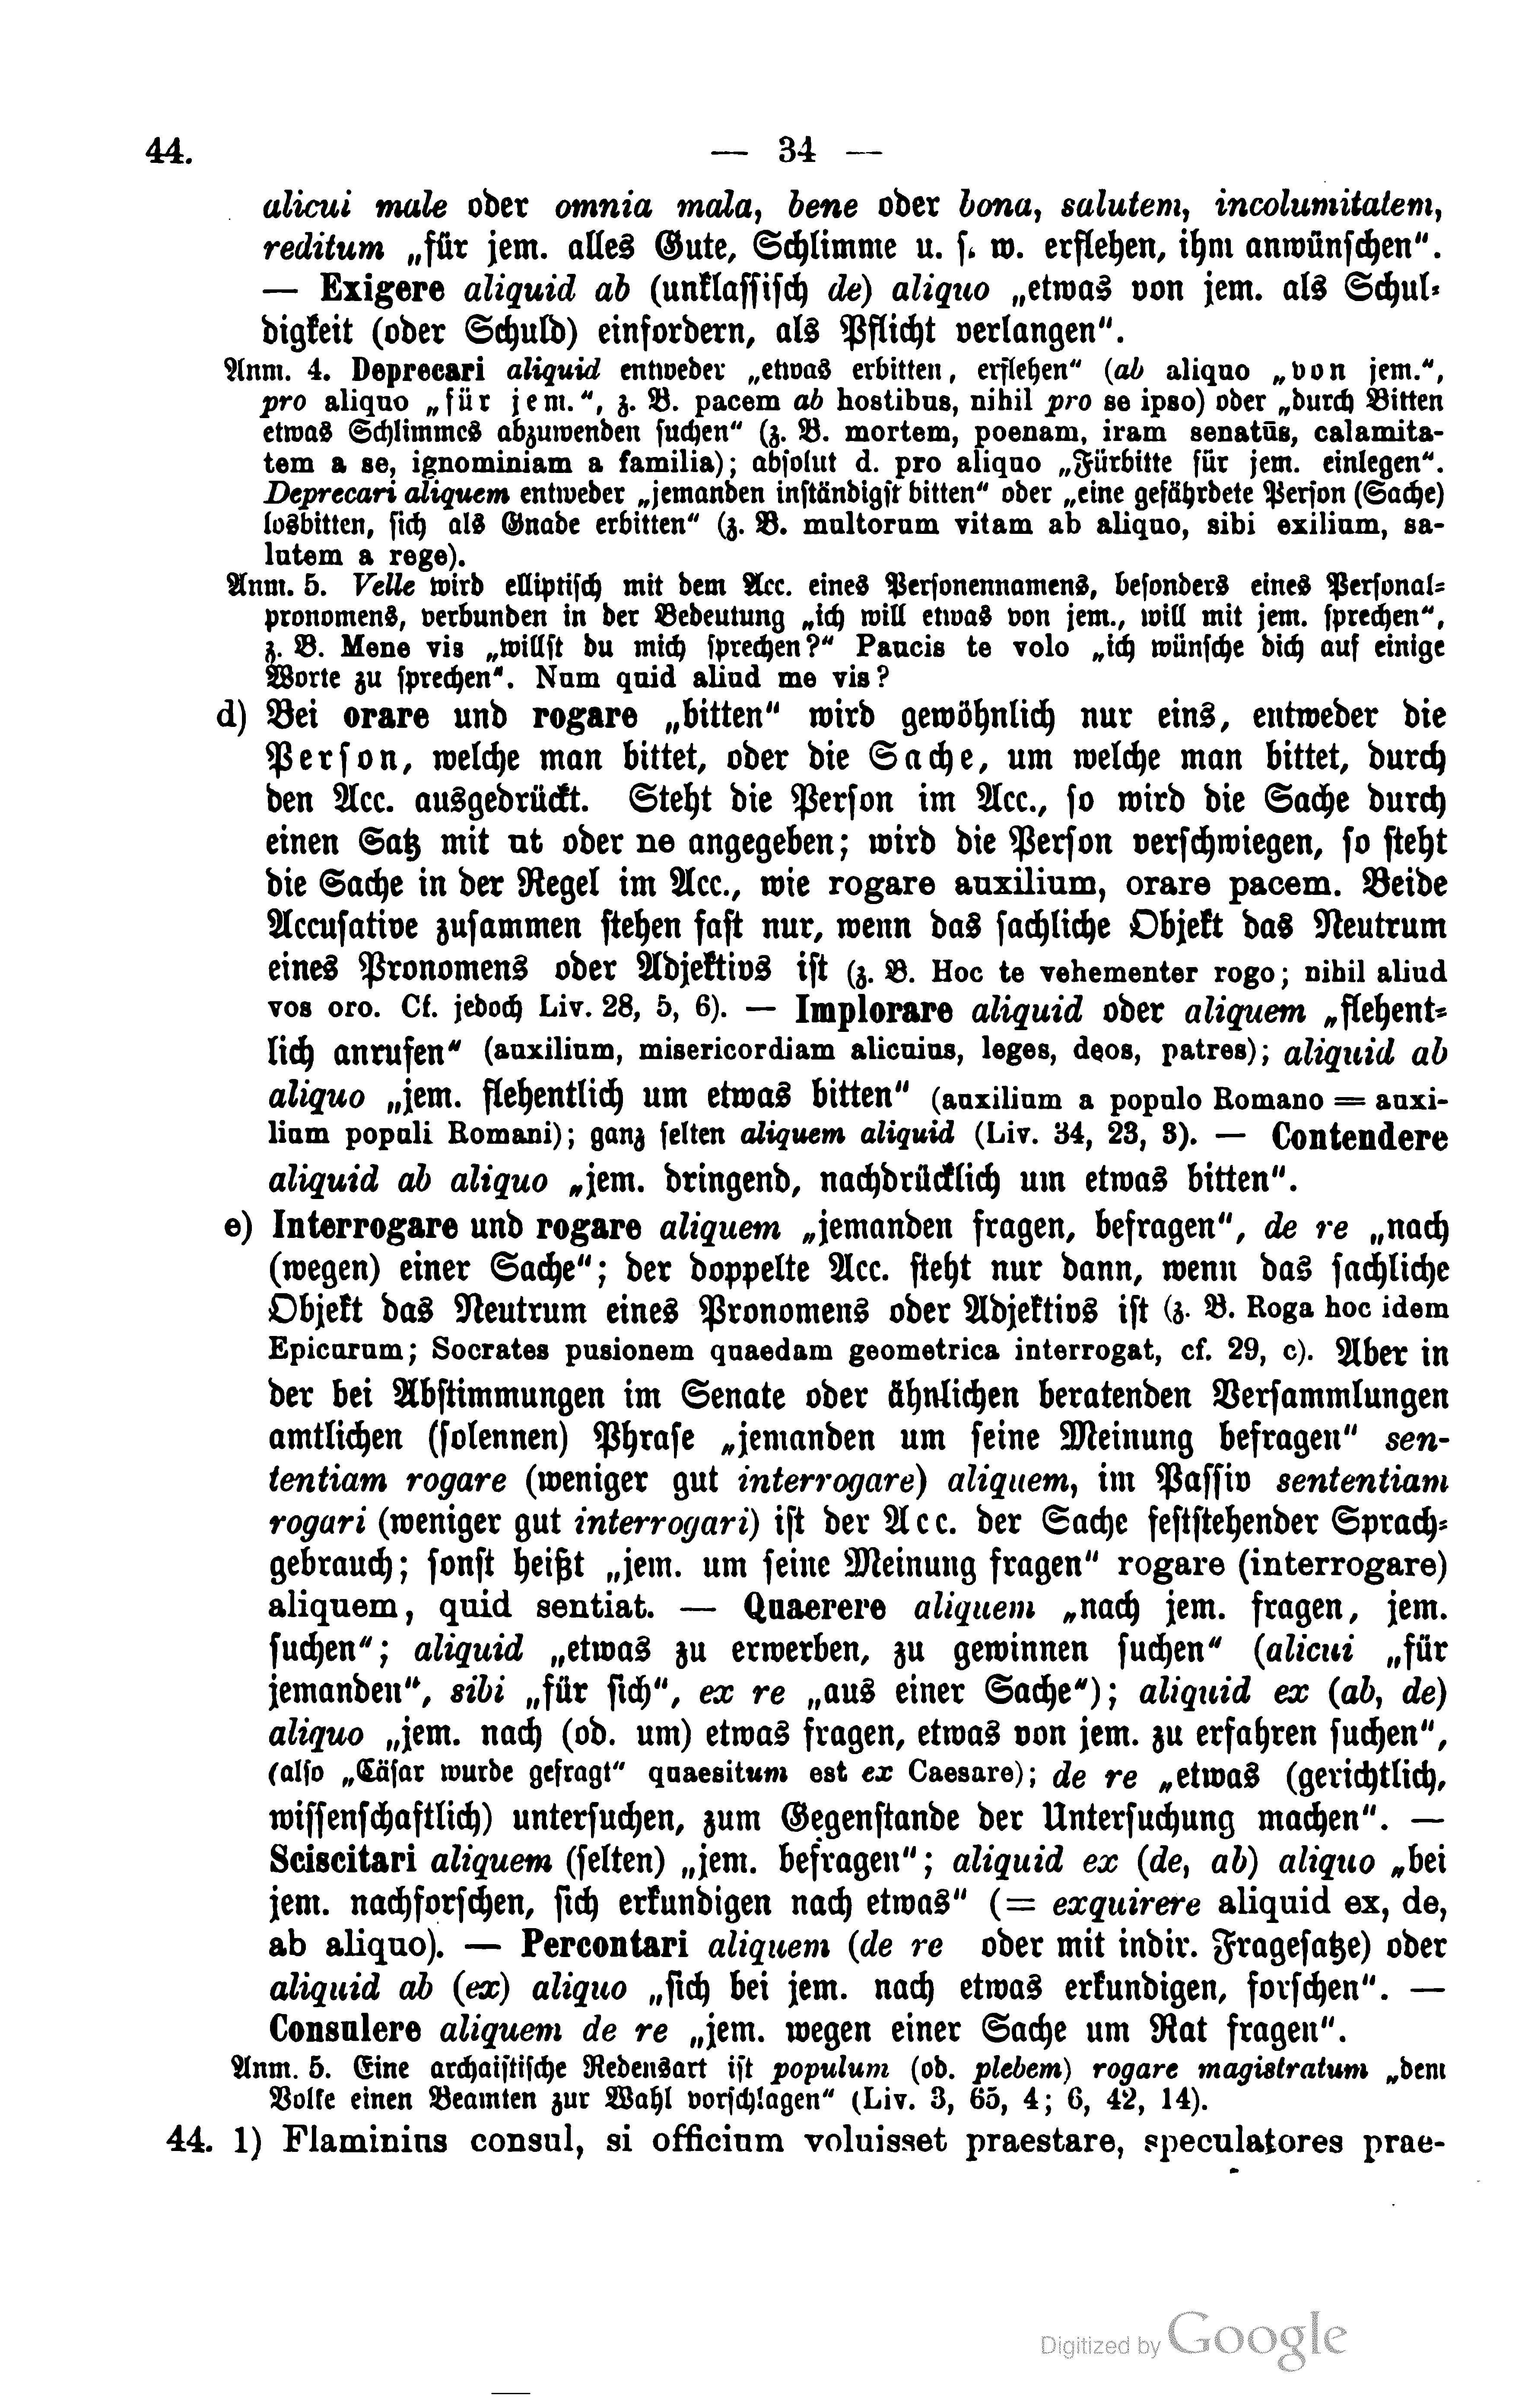 44.
— 34 —
alicui male oder omnia mala, bene oder bona, salutem, incolumitatem,
reditum „für jem. alles Gute, Schlimme u. s. w. erflehen, ihm anwünschen“.
— Exigere aliquid ab (unklassisch de) aliquo „etwas von jem. als Schul-
digkeit (oder Schuld) einfordern, als Pflicht verlangen“.
Anm. 4. Deprecari aliquid entweder „etwas erbitten, erflehen“ (ab aliquo „von jem.“,
pro aliquo „für jem.“, z. B. pacem ab hostibus, nihil pro se ipso) oder „durch Bitten
etwas Schlimmes abzuwenden suchen“ (z. B. mortem, poenam, iram senatūs, calamita-
tem a se, ignominiam a familia); absolut d. pro aliquo „Fürbitte für jem. einlegen“.
Deprecari aliquem entweder „jemanden inständigst bitten“ oder „eine gefährdete Person (Sache)
losbitten, sich als Gnade erbitten“ (z. B. multorum vitam ab aliquo, sibi exilium, sa-
lutem a rege).
Anm. 5. Velle wird elliptisch mit dem Acc. eines Personennamens, besonders eines Personal-
pronomens, verbunden in der Bedeutung „ich will etwas von jem., will mit jem. sprechen“,
z. B. Mene vis „willst du mich sprechen?“ Paucis te volo „ich wünsche dich auf einige
Worte zu sprechen“. Num quid aliud me vis?
d) Bei orare und rogare „bitten“ wird gewöhnlich nur eins, entweder die
Person, welche man bittet, oder die Sache, um welche man bittet, durch
den Acc. ausgedrückt. Steht die Person im Acc., so wird die Sache durch
einen Satz mit ut oder ne angegeben; wird die Person verschwiegen, so steht
die Sache in der Regel im Acc., wie rogare auxilium, orare pacem. Beide
Accusative zusammen stehen fast nur, wenn das sachliche Objekt das Neutrum
eines Pronomens oder Adjektivs ist (z. B. Hoc te vehementer rogo; nihil aliud
vos oro. Cf. jedoch Liv. 28, 5, 6). — Implorare aliquid oder aliquem „flehent-
lich anrufen“ (auxilium, misericordiam alicuius, leges, deos, patres); aliquid ab
aliquo „jem. flehentlich um etwas bitten“ (auxilium a populo Romano = auxi-
lium populi Romani); ganz selten aliquem aliquid (Liv. 34, 23, 3). — Contendere
aliquid ab aliquo „jem. dringend, nachdrücklich um etwas bitten“.
e) Interrogare und rogare aliquem „jemanden fragen, befragen“, de re „nach
(wegen) einer Sache“; der doppelte Acc. steht nur dann, wenn das sachliche
Objekt das Neutrum eines Pronomens oder Adjektivs ist (z. B. Roga hoc idem
Epicurum; Socrates pusionem quaedam geometrica interrogat, cf. 29, c). Aber in
der bei Abstimmungen im Senate oder ähnlichen beratenden Versammlungen
amtlichen (solennen) Phrase „jemanden um seine Meinung befragen“ sen-
tentiam rogare (weniger gut interrogare) aliquem, im Passiv sententiam
rogari (weniger gut interrogari) ist der Acc. der Sache feststehender Sprach-
gebrauch; sonst heißt „jem. um seine Meinung fragen“ rogare (interrogare)
aliquem, quid sentiat. — Quaerere aliquem „nach jem. fragen, jem.
suchen“; aliquid „etwas zu erwerben, zu gewinnen suchen“ (alicui „für
jemanden“, sibi „für sich“, ex re „aus einer Sache“); aliquid ex (ab, de)
aliquo „jem. nach (od. um) etwas fragen, etwas von jem. zu erfahren suchen“,
(also „Cäsar wurde gefragt“ quaesitum est ex Caesare); de re „etwas (gerichtlich,
wissenschaftlich) untersuchen, zum Gegenstande der Untersuchung machen“. —
Sciscitari aliquem (selten) „jem. befragen“; aliquid ex (de, ab) aliquo „bei
jem. nachforschen, sich erkundigen nach etwas“ (= exquirere aliquid ex, de,
ab aliquo). — Percontari aliquem (de re oder mit indir. Fragesatze) oder
aliquid ab (ex) aliquo „sich bei jem. nach etwas erkundigen, forschen“. —
Consulere aliquem de re „jem. wegen einer Sache um Rat fragen“.
Anm. 5. Eine archaistische Redensart ist populum (od. plebem) rogare magistratum „dem
Volke einen Beamten zur Wahl vorschlagen“ (Liv. 3, 65, 4; 6, 42, 14).
44. 1) Flaminius consul, si officium voluisset praestare, speculatores prae-
Digitized by Google